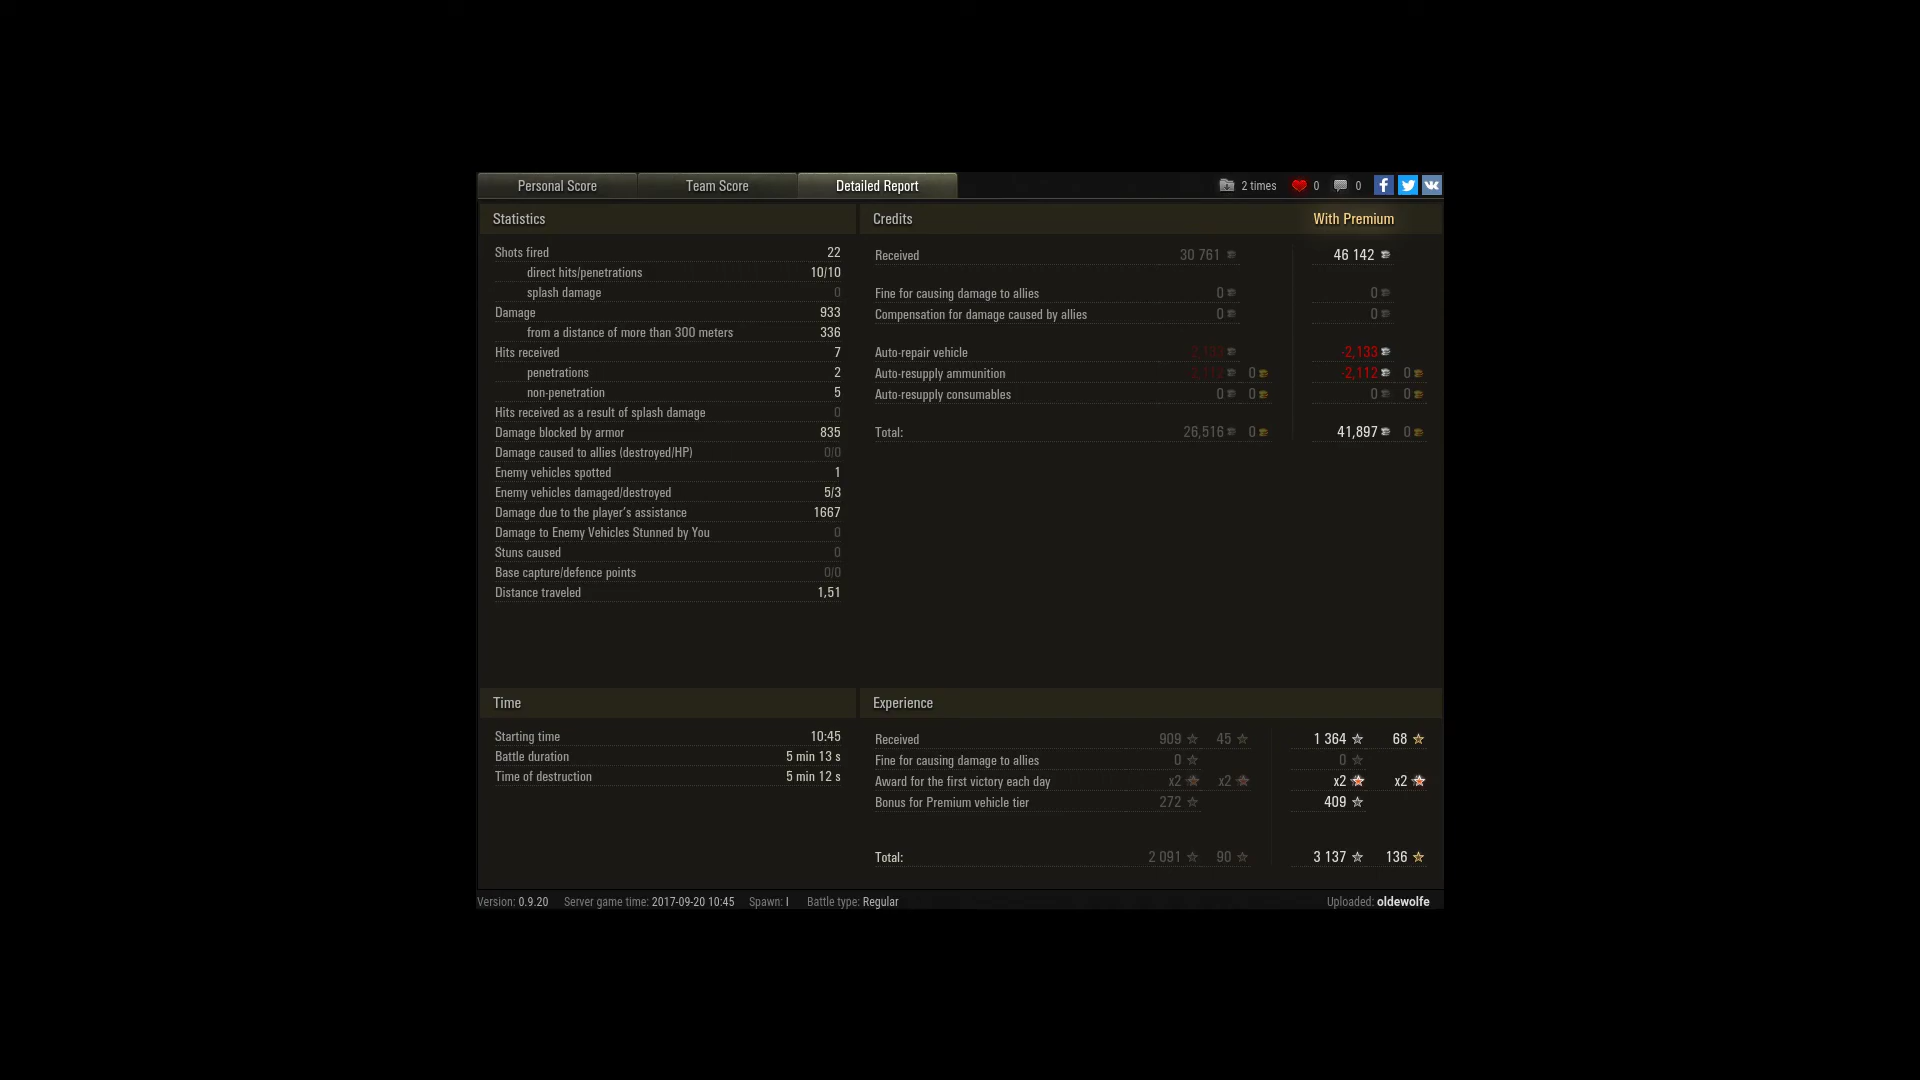 Personal Score Team Score Detailed Report 2 times 0 0
Statistics
Shots fired 22
direct hits/penetrations 10/10
splash damage 0
Damage 933
from a distance of more than 300 meters 336
Hits received 7
penetrations 2
non-penetration 5
Hits received as a result of splash damage 0
Damage blocked by armor 835
Damage caused to allies (destroyed/HP) 0/0
Enemy vehicles spotted 1
Enemy vehicles damaged/destroyed 5/3
Damage due to the player's assistance 1667
Damage to Enemy Vehicles Stunned by You 0
Stuns caused 0
Base capture/defence points 0/0
Distance traveled 1,51
Credits With Premium
Received 30 761 46 142
Fine for causing damage to allies 0 0
Compensation for damage caused by allies 0 0
Auto-repair vehicle -2,133 -2,133
Auto-resupply ammunition -2,112 0 -2,112 0
Auto-resupply consumables 0 0 0 0
Total: 26,516 0 41,897 0
Time
Starting time 10:45
Battle duration 5 min 13 s
Time of destruction 5 min 12 s
Experience
Received 909 45 1 364 68
Fine for causing damage to allies 0 0
Award for the first victory each day x2 x2 x2 x2
Bonus for Premium vehicle tier 272 409
Total: 2 091 90 3 137 136
Version: 0.9.20 Server game time: 2017-09-20 10:45 Spawn: I Battle type: Regular Uploaded: oldewolfe